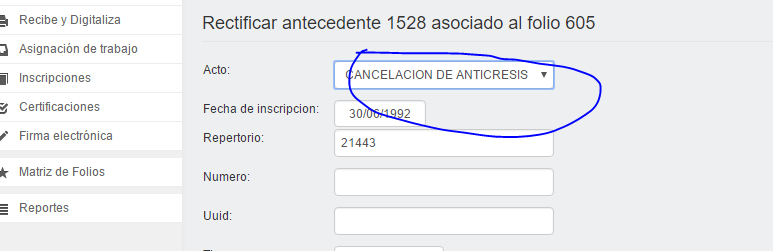 Recibe y Digitaliza
Asignación de trabajo
Inscripciones
Certificaciones
Firma electrónica
Matriz de Folios
Reportes
Rectificar antecedente 1528 asociado al folio 605
Acto:
CANCELACION DE ANTICRESIS
Fecha de inscripcion:
30/06/1992
Repertorio:
21443
Numero:
Uuid: